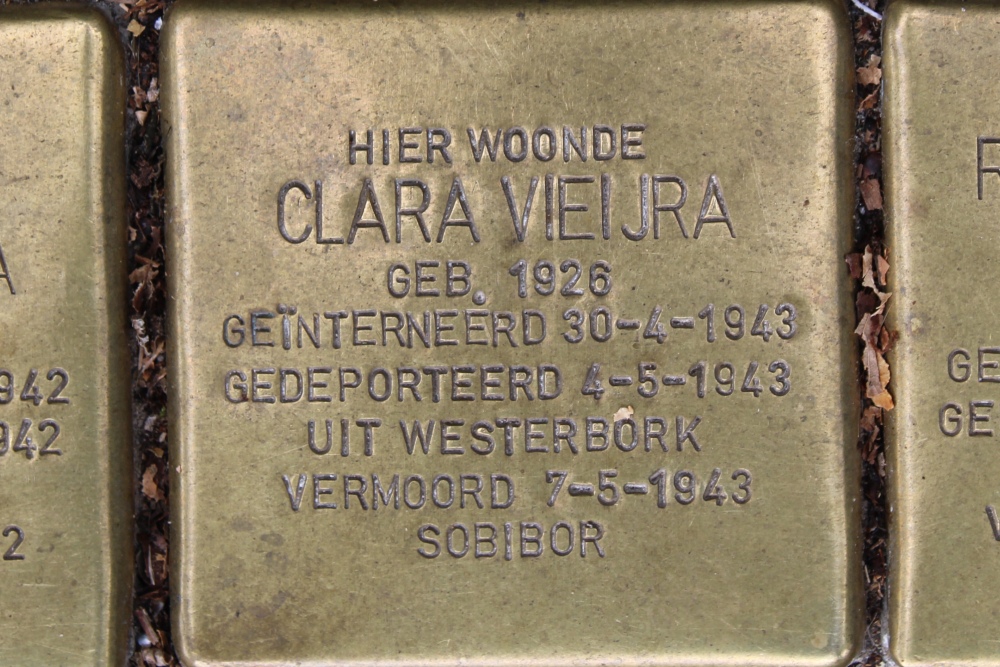 HIER WOONDE
CLARA VIEIJRA
GEB. 1926
GEÏNTERNEERD 30-4-1943
GEDEPORTEERD 4-5-1943
UIT WESTERBORK
VERMOORD 7-5-1943
SOBIBOR